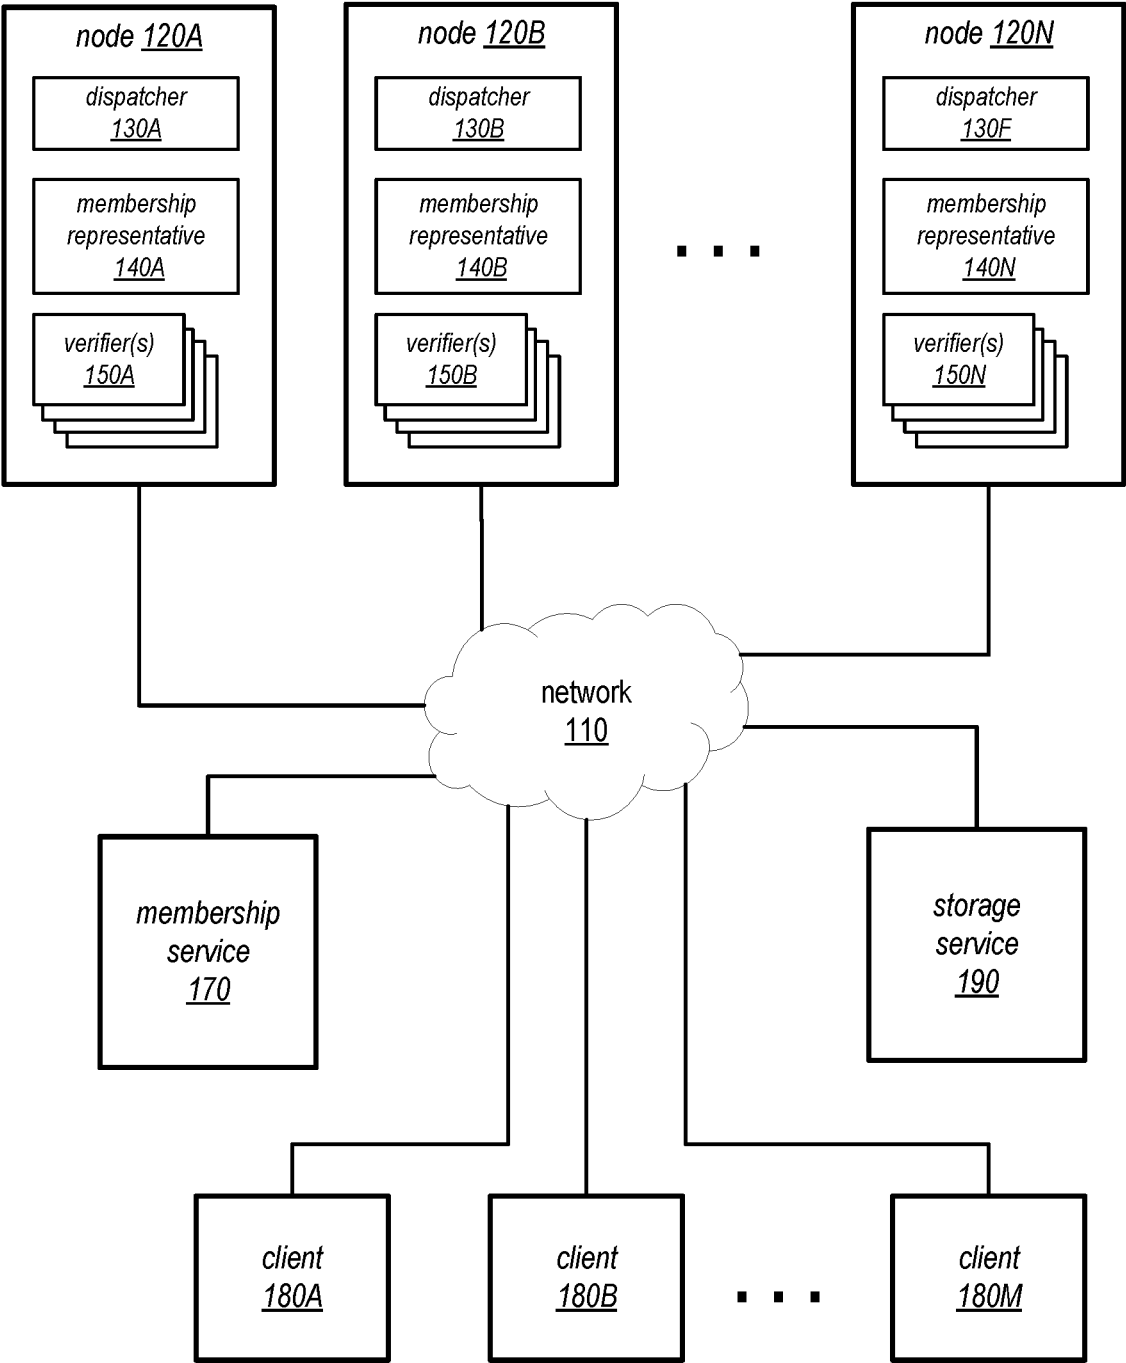 node 120A
dispatcher
130A
membership
representative
140A
verifier(s)
150A
node 120B
dispatcher
130B
membership
representative
140B
verifier(s)
150B
. . .
node 120N
dispatcher
130F
membership
representative
140N
verifier(s)
150N
network
110
membership
service
170
storage
service
190
client
180A
client
180B
. . .
client
180M